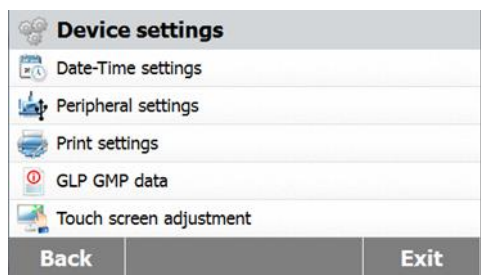 Device settings
Date-Time settings
Peripheral settings
Print settings
GLP GMP data
Touch screen adjustment
Back
Exit